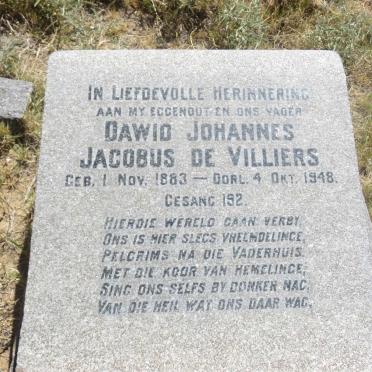 IN LIEFDEVOLLE HERINNERING
AAN MY EGGENOOT EN ONS VADER
DAWID JOHANNES
JACOBUS DE VILLIERS
GEB. 1 NOV. 1883 — OORL. 4 OKT. 1948.
GESANG 192.
HIERDIE WERELD GAAN VERBY,
ONS IS HIER SLEGS VREEMDELINGE,
PELGRIMS NA DIE VADERHUIS.
MET DIE KOOR VAN HEMELINGE,
SING ONS SELFS BY DONKER NAG,
VAN DIE HEIL WAT ONS DAAR WAG.